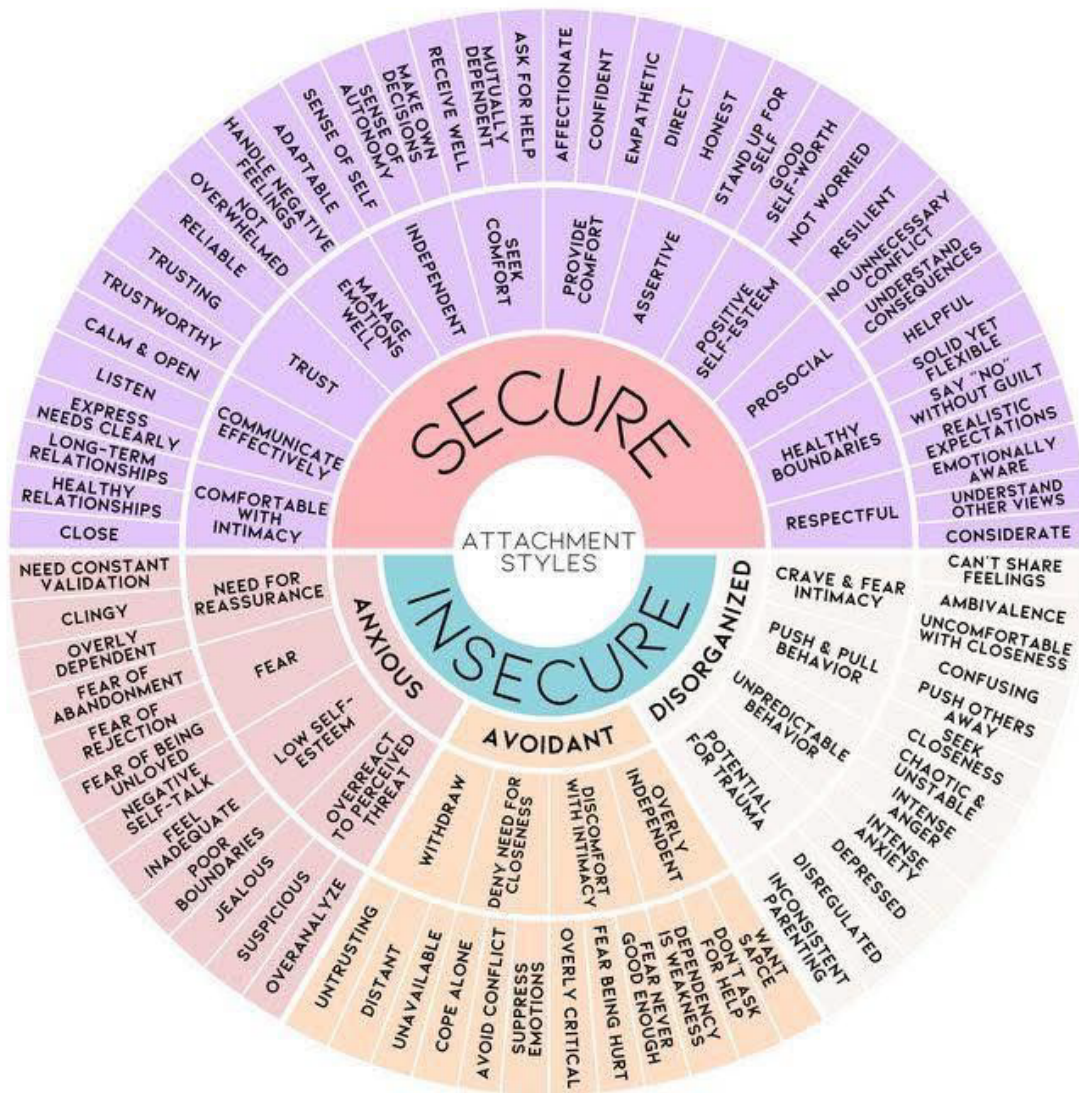 ATTACHMENT
STYLES
SECURE
COMFORTABLE
WITH
INTIMACY
COMMUNICATE
EFFECTIVELY
TRUST
MANAGE
EMOTIONS
WELL
INDEPENDENT
SEEK
COMFORT
PROVIDE
COMFORT
ASSERTIVE
POSITIVE
SELF-ESTEEM
PROSOCIAL
HEALTHY
BOUNDARIES
RESPECTFUL
CLOSE
HEALTHY
RELATIONSHIPS
LONG-TERM
RELATIONSHIPS
EXPRESS
NEEDS CLEARLY
LISTEN
CALM & OPEN
TRUSTWORTHY
TRUSTING
RELIABLE
NOT
OVERWHELMED
HANDLE NEGATIVE
FEELINGS
ADAPTABLE
SENSE OF SELF
SENSE OF
AUTONOMY
MAKE OWN
DECISIONS
RECEIVE WELL
MUTUALLY
DEPENDENT
ASK FOR HELP
AFFECTIONATE
CONFIDENT
EMPATHETIC
DIRECT
HONEST
STAND UP FOR
SELF
GOOD
SELF-WORTH
NOT WORRIED
RESILIENT
NO UNNECESSARY
CONFLICT
UNDERSTAND
CONSEQUENCES
HELPFUL
SOLID YET
FLEXIBLE
SAY "NO"
WITHOUT GUILT
REALISTIC
EXPECTATIONS
EMOTIONALLY
AWARE
UNDERSTAND
OTHER VIEWS
CONSIDERATE
INSECURE
ANXIOUS
NEED FOR
REASSURANCE
FEAR
LOW SELF-
ESTEEM
OVERREACT
TO PERCEIVED
THREAT
NEED CONSTANT
VALIDATION
CLINGY
OVERLY
DEPENDENT
FEAR OF
ABANDONMENT
FEAR OF
REJECTION
FEAR OF BEING
UNLOVED
NEGATIVE
SELF-TALK
FEEL
INADEQUATE
POOR
BOUNDARIES
JEALOUS
SUSPICIOUS
OVERANALYZE
AVOIDANT
WITHDRAW
DENY NEED FOR
CLOSENESS
DISCOMFORT
WITH INTIMACY
OVERLY
INDEPENDENT
UNTRUSTING
DISTANT
UNAVAILABLE
COPE ALONE
AVOID CONFLICT
SUPPRESS
EMOTIONS
OVERLY CRITICAL
FEAR BEING HURT
FEAR NEVER
GOOD ENOUGH
DEPENDENCY
IS WEAKNESS
DON'T ASK
FOR HELP
WANT
SAPCE
DISORGANIZED
CRAVE & FEAR
INTIMACY
PUSH & PULL
BEHAVIOR
UNPREDICTABLE
BEHAVIOR
POTENTIAL
FOR TRAUMA
CAN'T SHARE
FEELINGS
AMBIVALENCE
UNCOMFORTABLE
WITH CLOSENESS
CONFUSING
PUSH OTHERS
AWAY
SEEK
CLOSENESS
CHAOTIC &
UNSTABLE
INTENSE
ANGER
INTENSE
ANXIETY
DEPRESSED
DISREGULATED
INCONSISTENT
PARENTING